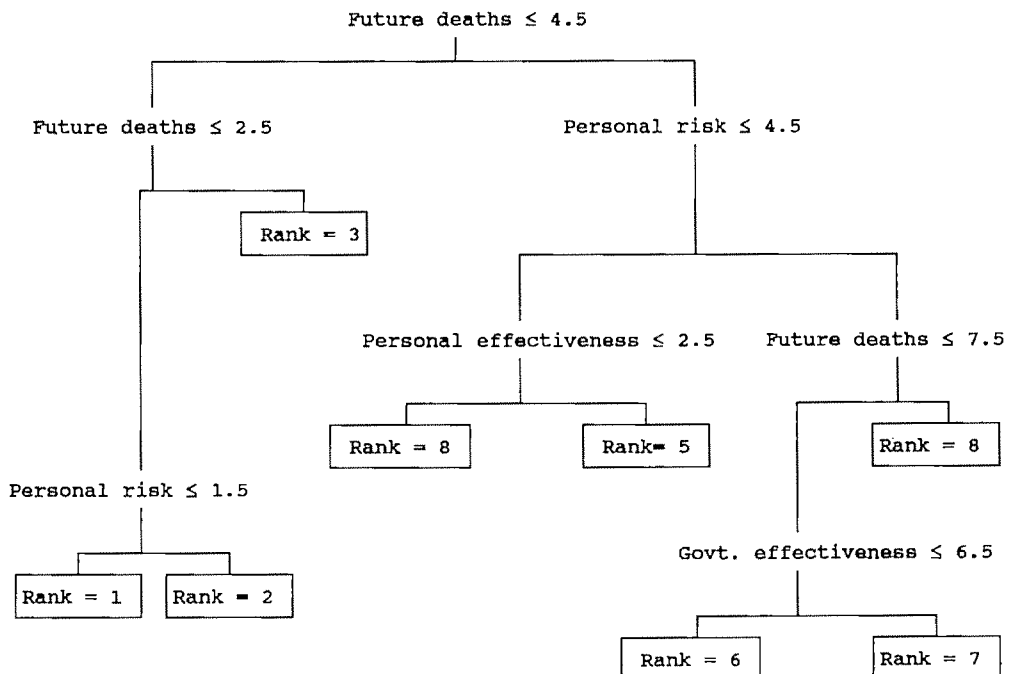 Future deaths ≤ 4.5
Future deaths ≤ 2.5
Personal risk ≤ 4.5
Rank = 3
Personal effectiveness ≤ 2.5
Future deaths ≤ 7.5
Rank = 8
Rank= 5
Rank = 8
Personal risk ≤ 1.5
Govt. effectiveness ≤ 6.5
Rank = 1
Rank = 2
Rank = 6
Rank = 7